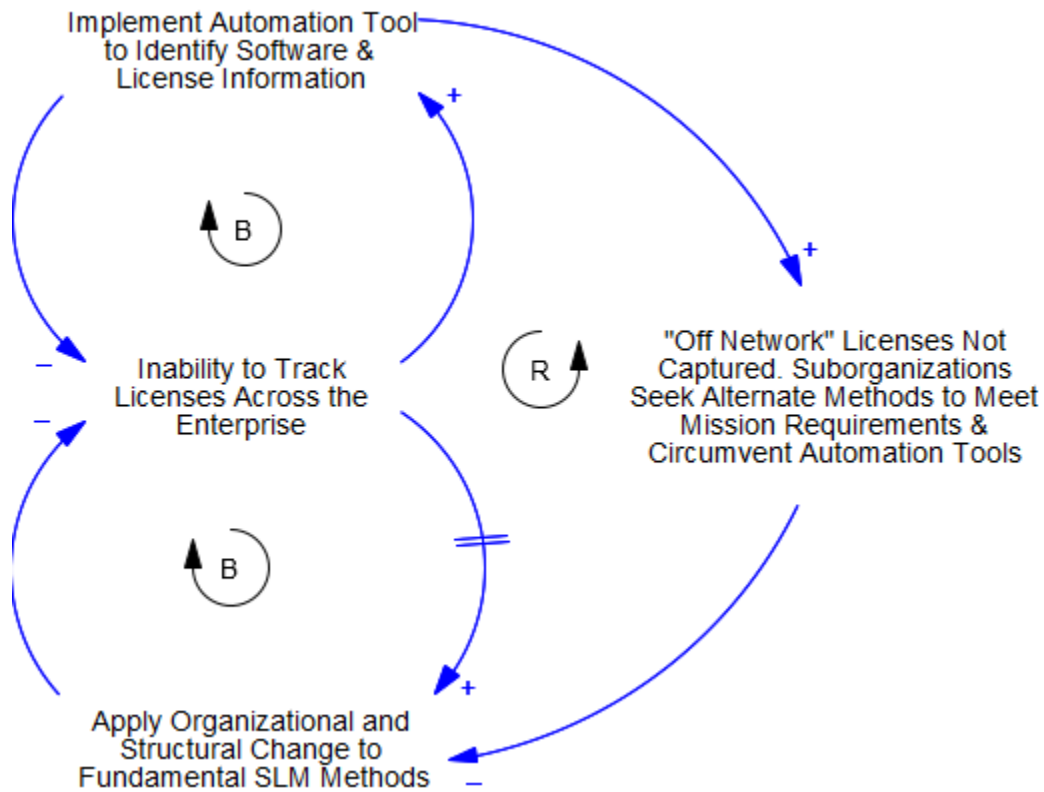 Implement Automation Tool
to Identify Software &
License Information
+
+
B
"Off Network" Licenses Not
Captured. Suborganizations
Seek Alternate Methods to Meet
Mission Requirements &
Circumvent Automation Tools
–
Inability to Track
Licenses Across the
Enterprise
R
–
B
+
Apply Organizational and
Structural Change to
Fundamental SLM Methods
–